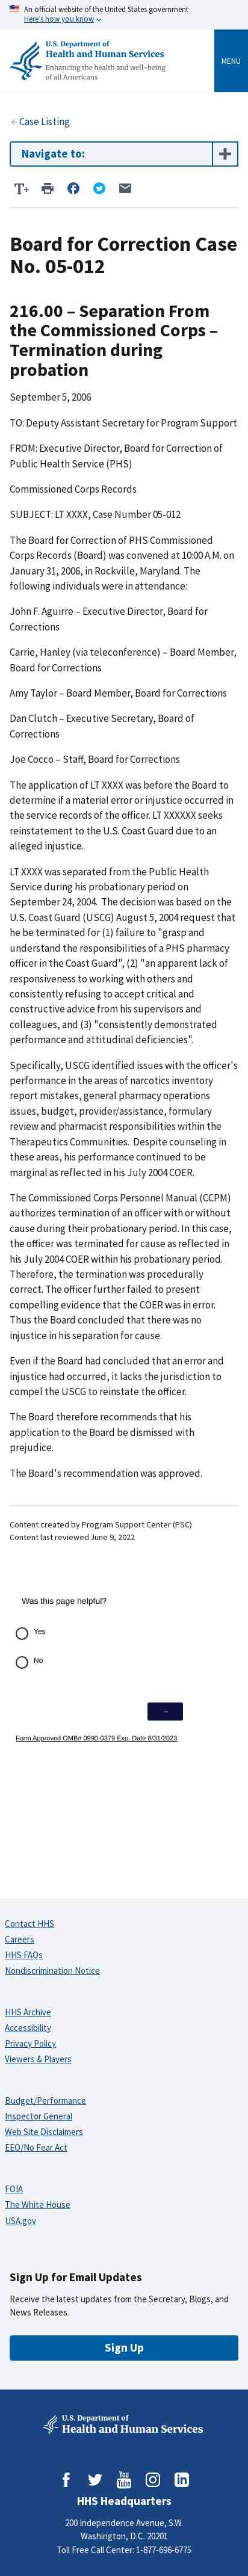 An official website of the United States government
Here's how you know
U.S. Department of
Health and Human Services
Enhancing the health and well-being
of all Americans
MENU
Case Listing
Navigate to:
T+
Board for Correction Case
No. 05-012
216.00 – Separation From
the Commissioned Corps –
Termination during
probation
September 5, 2006
TO: Deputy Assistant Secretary for Program Support
FROM: Executive Director, Board for Correction of
Public Health Service (PHS)
Commissioned Corps Records
SUBJECT: LT XXXX, Case Number 05-012
The Board for Correction of PHS Commissioned
Corps Records (Board) was convened at 10:00 A.M. on
January 31, 2006, in Rockville, Maryland. The
following individuals were in attendance:
John F. Aguirre – Executive Director, Board for
Corrections
Carrie, Hanley (via teleconference) – Board Member,
Board for Corrections
Amy Taylor – Board Member, Board for Corrections
Dan Clutch – Executive Secretary, Board of
Corrections
Joe Cocco – Staff, Board for Corrections
The application of LT XXXX was before the Board to
determine if a material error or injustice occurred in
the service records of the officer. LT XXXXXX seeks
reinstatement to the U.S. Coast Guard due to an
alleged injustice.
LT XXXX was separated from the Public Health
Service during his probationary period on
September 24, 2004.  The decision was based on the
U.S. Coast Guard (USCG) August 5, 2004 request that
he be terminated for (1) failure to "grasp and
understand the responsibilities of a PHS pharmacy
officer in the Coast Guard", (2) "an apparent lack of
responsiveness to working with others and
consistently refusing to accept critical and
constructive advice from his supervisors and
colleagues, and (3) "consistently demonstrated
performance and attitudinal deficiencies".
Specifically, USCG identified issues with the officer's
performance in the areas of narcotics inventory
report mistakes, general pharmacy operations
issues, budget, provider/assistance, formulary
review and pharmacist responsibilities within the
Therapeutics Communities.  Despite counseling in
these areas, his performance continued to be
marginal as reflected in his July 2004 COER.
The Commissioned Corps Personnel Manual (CCPM)
authorizes termination of an officer with or without
cause during their probationary period. In this case,
the officer was terminated for cause as reflected in
his July 2004 COER within his probationary period.
Therefore, the termination was procedurally
correct. The officer further failed to present
compelling evidence that the COER was in error.
Thus the Board concluded that there was no
injustice in his separation for cause.
Even if the Board had concluded that an error and
injustice had occurred, it lacks the jurisdiction to
compel the USCG to reinstate the officer.
The Board therefore recommends that his
application to the Board be dismissed with
prejudice.
The Board's recommendation was approved.
Content created by Program Support Center (PSC)
Content last reviewed June 9, 2022
Was this page helpful?
Yes
No
→
Form Approved OMB# 0990-0379 Exp. Date 8/31/2023
Contact HHS
Careers
HHS FAQs
Nondiscrimination Notice
HHS Archive
Accessibility
Privacy Policy
Viewers & Players
Budget/Performance
Inspector General
Web Site Disclaimers
EEO/No Fear Act
FOIA
The White House
USA.gov
Sign Up for Email Updates
Receive the latest updates from the Secretary, Blogs, and
News Releases.
Sign Up
U.S. Department of
Health and Human Services
You Tube
HHS Headquarters
200 Independence Avenue, S.W.
Washington, D.C. 20201
Toll Free Call Center: 1-877-696-6775